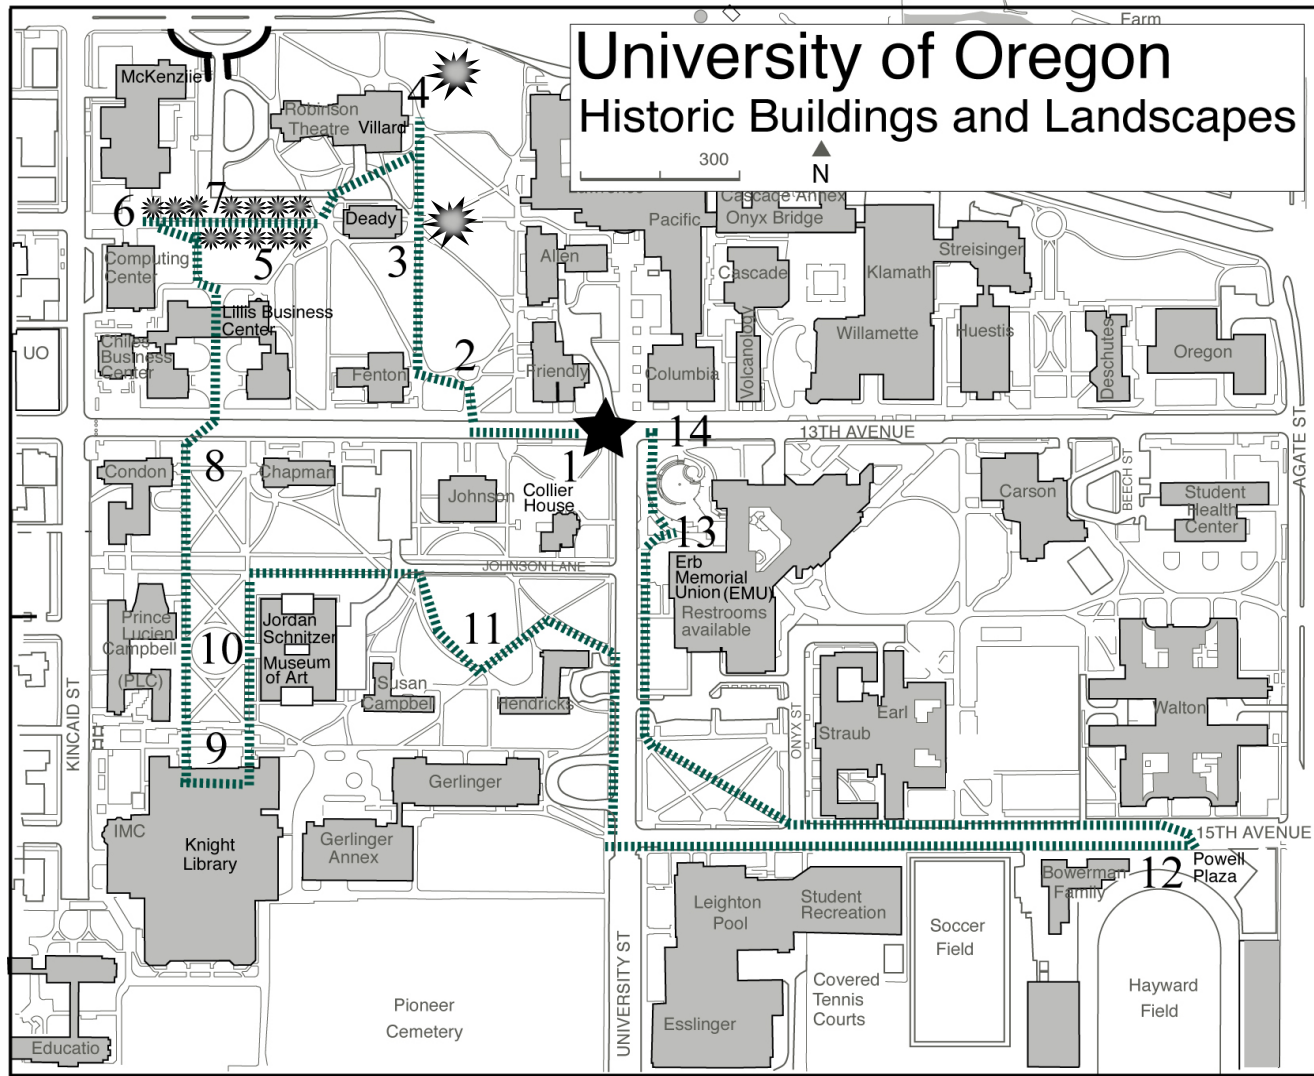 Farm
University of Oregon
Historic Buildings and Landscapes
300
N
McKenziie
Robinson
Theatre
Villard
4
Cascade Annex
Onyx Bridge
Pacific
6
7
Deady
5
3
Computing
Center
Allen
Cascade
Klamath
Streisinger
Lillis Business
Center
Chiles
Business
Center
UO
Fenton
2
Friendly
Columbia
Volcanology
Willamette
Huestis
Deschutes
Oregon
14
13TH AVENUE
AGATE ST
8
1
Condon
Chapman
Johnson
Collier
House
Carson
BEECH ST
Student
Health
Center
13
JOHNSON LANE
Erb
Memorial
Union (EMU)
Restrooms
available
Prince
Lucien
Campbell
(PLC)
10
Jordan
Schnitzer
Museum
of Art
11
Susan
Campbel
Hendricks
KINCAID ST
ONYX ST
Earl
Straub
Walton
9
Gerlinger
IMC
Knight
Library
Gerlinger
Annex
15TH AVENUE
Powell
Plaza
12
Bowerman
Family
Leighton
Pool
Student
Recreation
Soccer
Field
UNIVERSITY ST
Covered
Tennis
Courts
Hayward
Field
Pioneer
Cemetery
Esslinger
Educatio